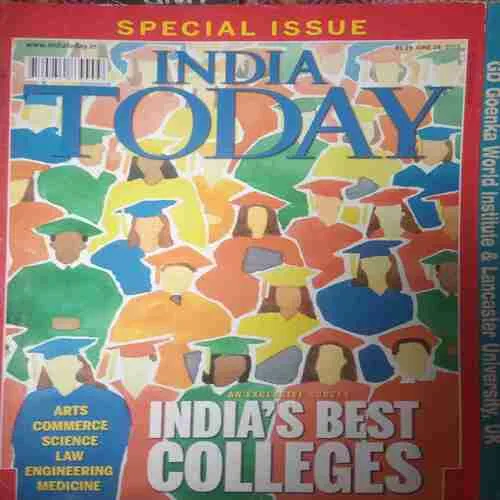 SPECIAL ISSUE
www.indiatoday.in
INDIA
TODAY
AN EXCLUSIVE SURVEY
INDIA'S BEST
COLLEGES
ARTS
COMMERCE
SCIENCE
LAW
ENGINEERING
MEDICINE
GD Goenka World Institute & Lancaster University, UK